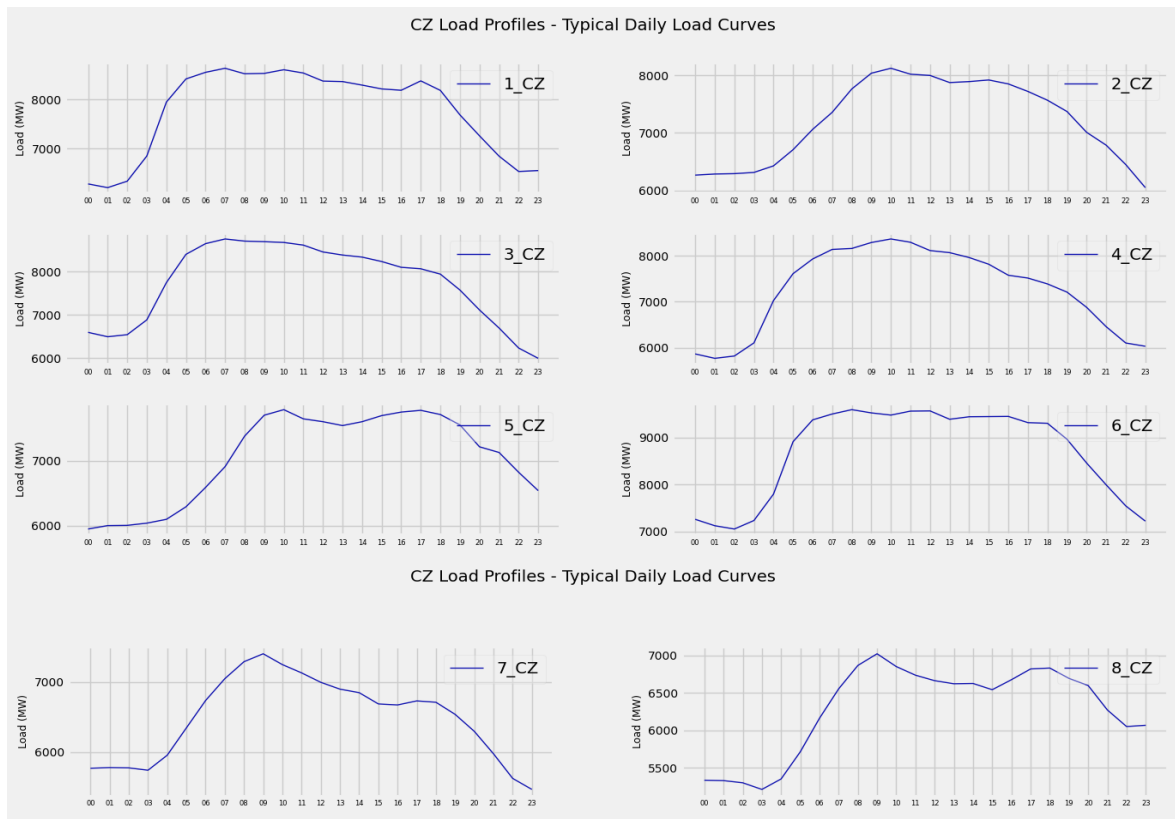 CZ Load Profiles - Typical Daily Load Curves
1_CZ
Load (MW)
8000
7000
00 01 02 03 04 05 06 07 08 09 10 11 12 13 14 15 16 17 18 19 20 21 22 23
2_CZ
Load (MW)
8000
7000
6000
00 01 02 03 04 05 06 07 08 09 10 11 12 13 14 15 16 17 18 19 20 21 22 23
3_CZ
Load (MW)
8000
6000
00 01 02 03 04 05 06 07 08 09 10 11 12 13 14 15 16 17 18 19 20 21 22 23
4_CZ
Load (MW)
8000
7000
6000
00 01 02 03 04 05 06 07 08 09 10 11 12 13 14 15 16 17 18 19 20 21 22 23
5_CZ
Load (MW)
7000
6000
00 01 02 03 04 05 06 07 08 09 10 11 12 13 14 15 16 17 18 19 20 21 22 23
6_CZ
Load (MW)
9000
8000
7000
00 01 02 03 04 05 06 07 08 09 10 11 12 13 14 15 16 17 18 19 20 21 22 23
CZ Load Profiles - Typical Daily Load Curves
7_CZ
Load (MW)
7000
6000
00 01 02 03 04 05 06 07 08 09 10 11 12 13 14 15 16 17 18 19 20 21 22 23
8_CZ
Load (MW)
7000
6500
6000
5500
00 01 02 03 04 05 06 07 08 09 10 11 12 13 14 15 16 17 18 19 20 21 22 23